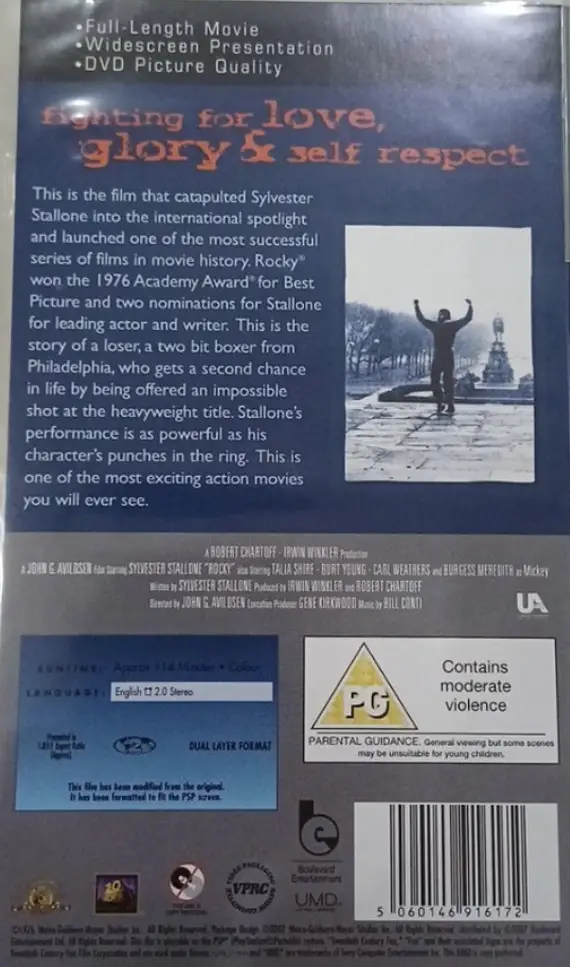 •Full-Length Movie
•Widescreen Presentation
•DVD Picture Quality
fighting for love,
glory & self respect
This is the film that catapulted Sylvester
Stallone into the international spotlight
and launched one of the most successful
series of films in movie history. Rocky®
won the 1976 Academy Award® for Best
Picture and two nominations for Stallone
for leading actor and writer. This is the
story of a loser, a two bit boxer from
Philadelphia, who gets a second chance
in life by being offered an impossible
shot at the heavyweight title. Stallone's
performance is as powerful as his
character's punches in the ring. This is
one of the most exciting action movies
you will ever see.
A ROBERT CHARTOFF - IRWIN WINKLER Production
A JOHN G. AVILDSEN Film Starring SYLVESTER STALLONE "ROCKY" also Starring TALIA SHIRE - BURT YOUNG - CARL WEATHERS and BURGESS MEREDITH as Mickey
Written by SYLVESTER STALLONE Produced by IRWIN WINKLER and ROBERT CHARTOFF
Directed by JOHN G. AVILDSEN Execution Producer GENE KIRKWOOD Music by BILL CONTI
UA
RUNTIME: Approx 114 Minutes • Colour
LANGUAGE: English 2.0 Stereo
Presented in
1.85:1 Aspect Ratio
(Approx)
DUAL LAYER FORMAT
This film has been modified from the original.
It has been formatted to fit the PSP screen.
PG
Contains
moderate
violence
PARENTAL GUIDANCE. General viewing but some scenes
may be unsuitable for young children.
Boulevard
Entertainment
UMD
VPRC
5 060146 916172